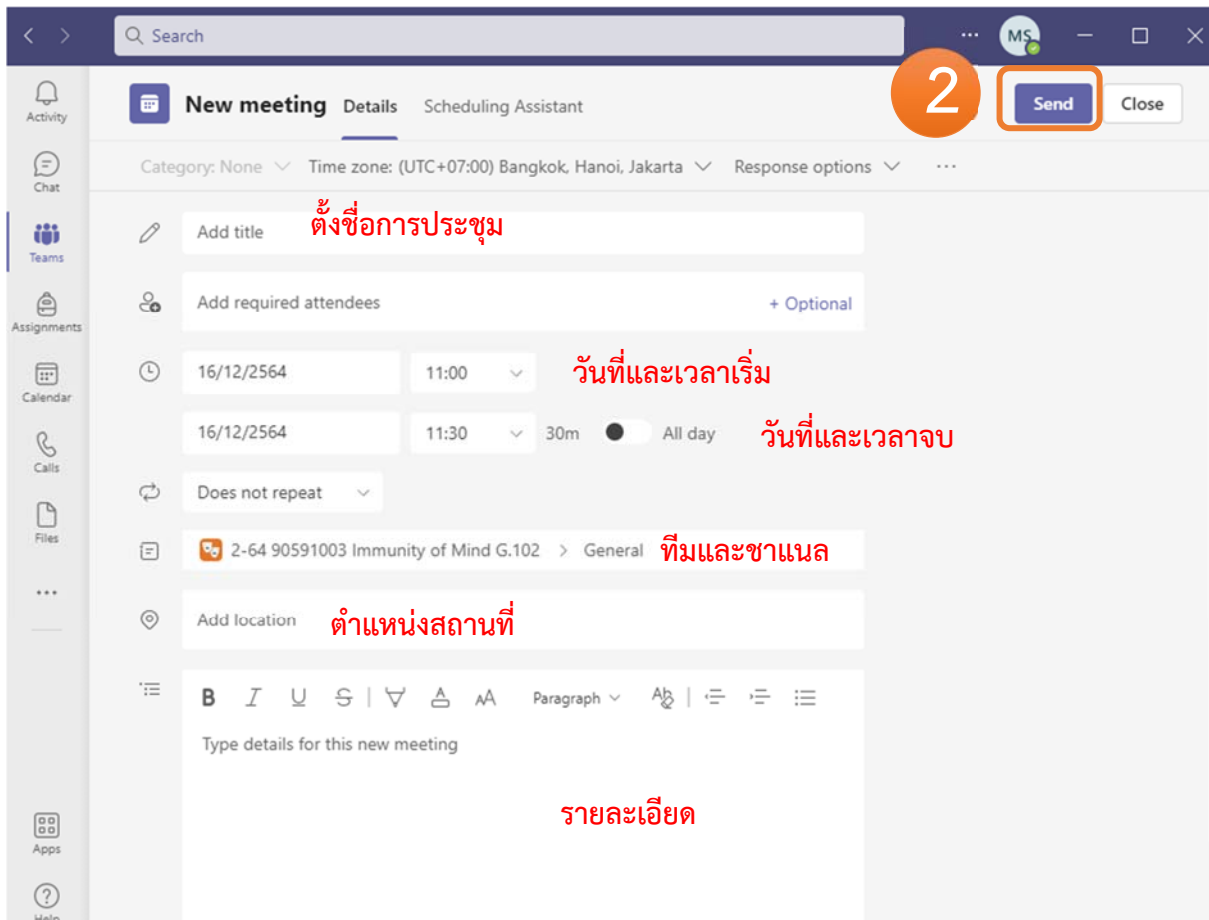 Search
MS
Activity
New meeting Details Scheduling Assistant
2
Send Close
Category: None Time zone: (UTC+07:00) Bangkok, Hanoi, Jakarta Response options ...
Chat
Add title ตั้งชื่อการประชุม
Teams
Add required attendees + Optional
Assignments
16/12/2564 11:00 วันที่และเวลาเริ่ม
Calendar
16/12/2564 11:30 30m All day วันที่และเวลาจบ
Calls
Does not repeat
Files
2-64 90591003 Immunity of Mind G.102 > General ทีมและชาแนล
Add location ตำแหน่งสถานที่
B I U S A AA Paragraph Ab
Type details for this new meeting
รายละเอียด
Apps
Help